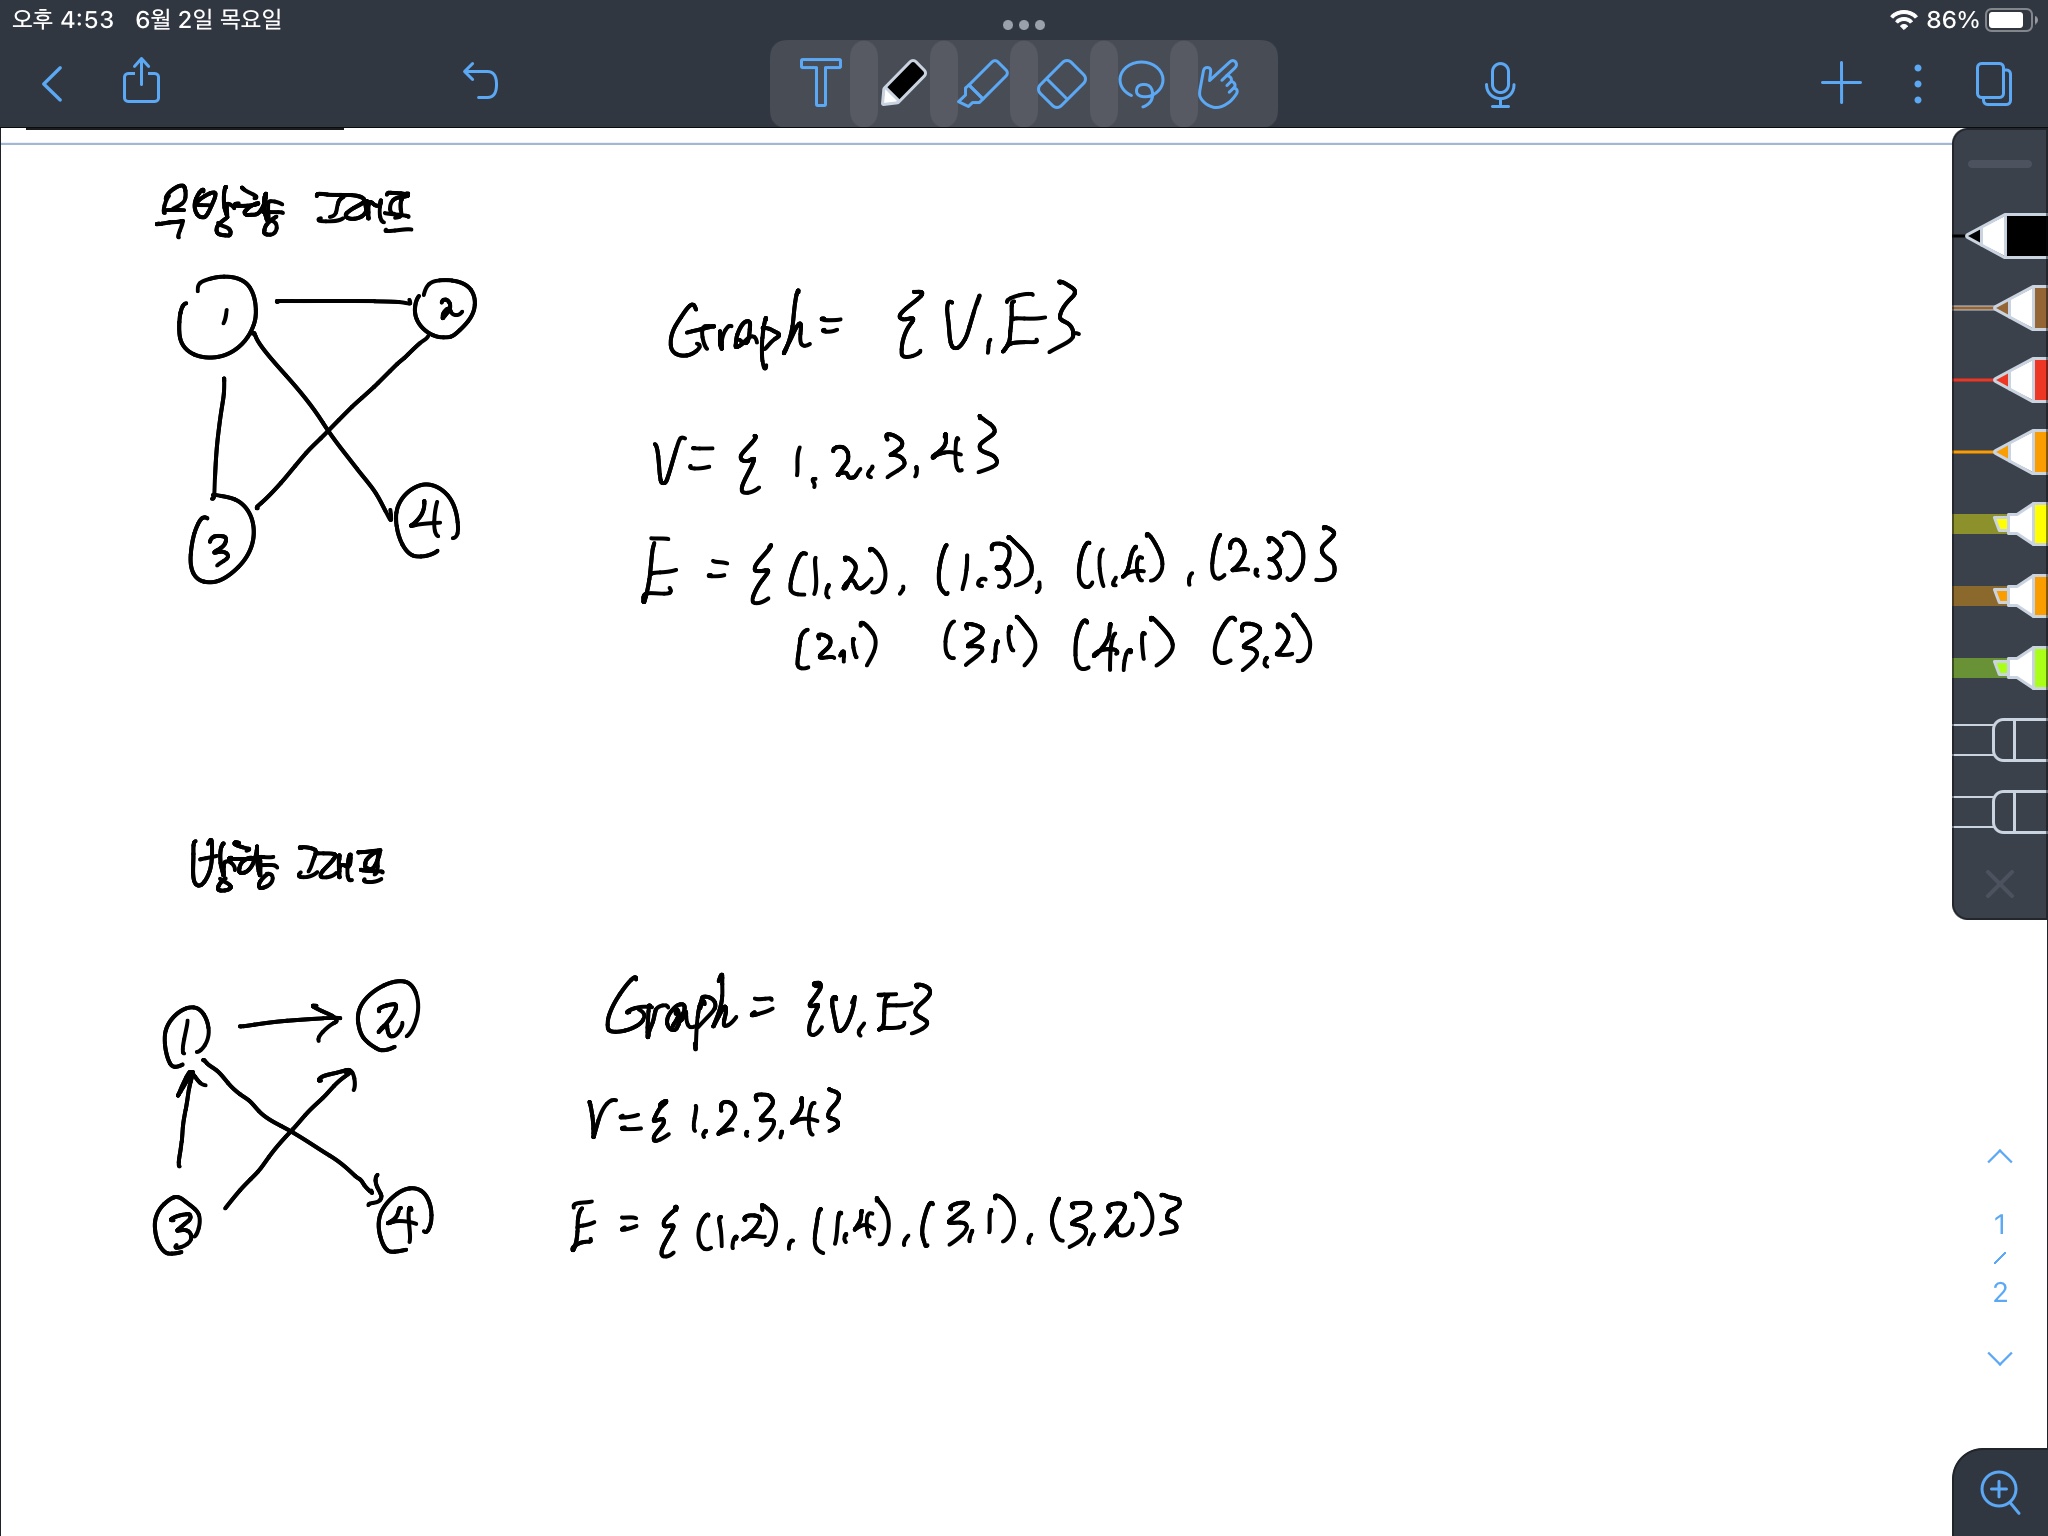 오후 4:53 6월 2일 목요일
86%
T
무방향 그래프
1 2
3 4
Graph = {V, E}
V = { 1, 2, 3, 4 }
E = { (1,2), (1,3), (1,4), (2,3) }
(2,1) (3,1) (4,1) (3,2)
방향 그래프
1 2
3 4
Graph = {V, E}
V = { 1, 2, 3, 4 }
E = { (1,2), (1,4), (3,1), (3,2) }
1
/
2